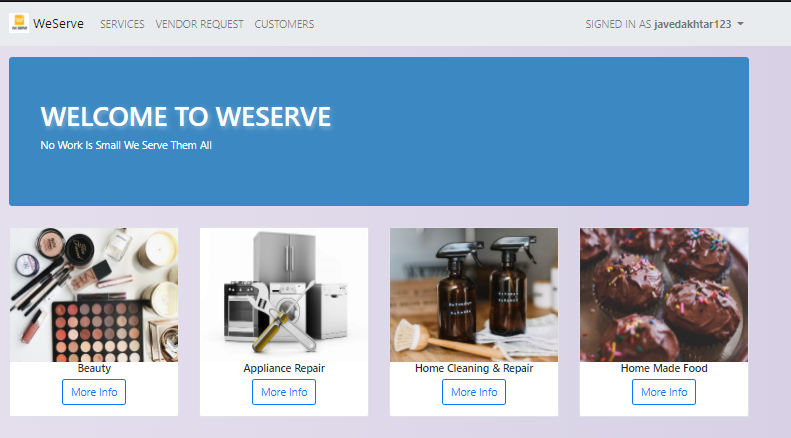 WeServe SERVICES VENDOR REQUEST CUSTOMERS SIGNED IN AS javedakhtar123
WELCOME TO WESERVE
No Work Is Small We Serve Them All
Beauty
More Info
Appliance Repair
More Info
Home Cleaning & Repair
More Info
Home Made Food
More Info